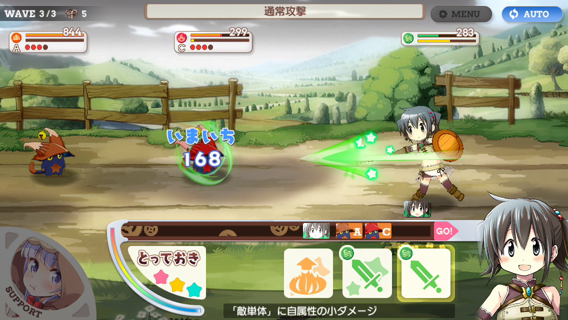 WAVE 3/3 5
通常攻撃
MENU
AUTO
844
A
299
C
283
いまいち
168
A
C
GO!
とっておき
SUPPORT
「敵単体」に自属性の小ダメージ